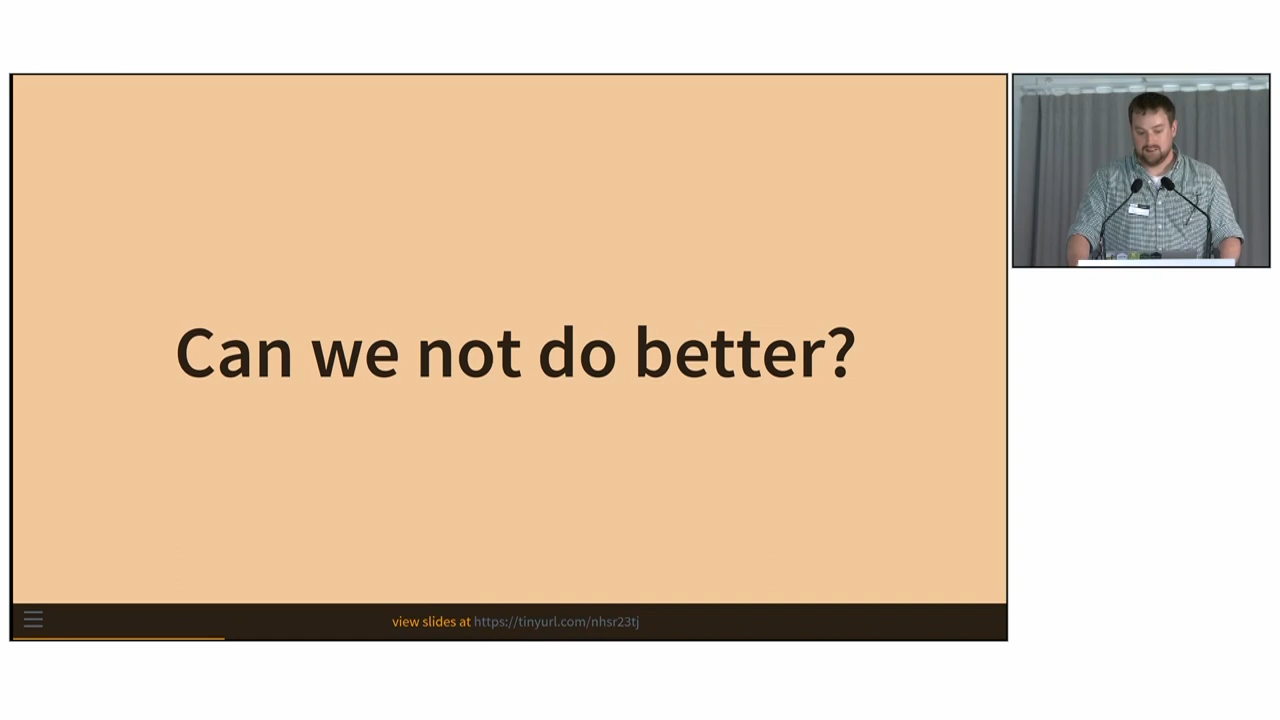 Can we not do better?
view slides at https://tinyurl.com/nhsr23tj